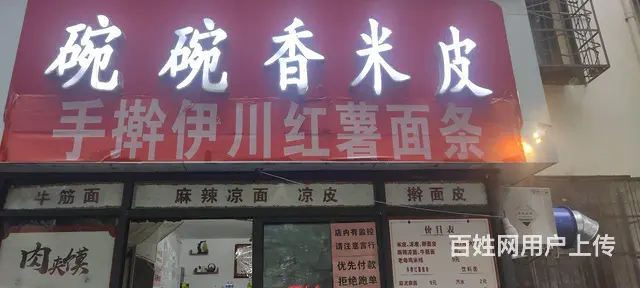 碗碗香米皮
手擀伊川红薯面条
牛筋面 麻辣凉面 凉皮 擀面皮
肉夹馍
店内有监控
请注意言行
优先付款
拒绝跑单
价目表
百姓网用户上传